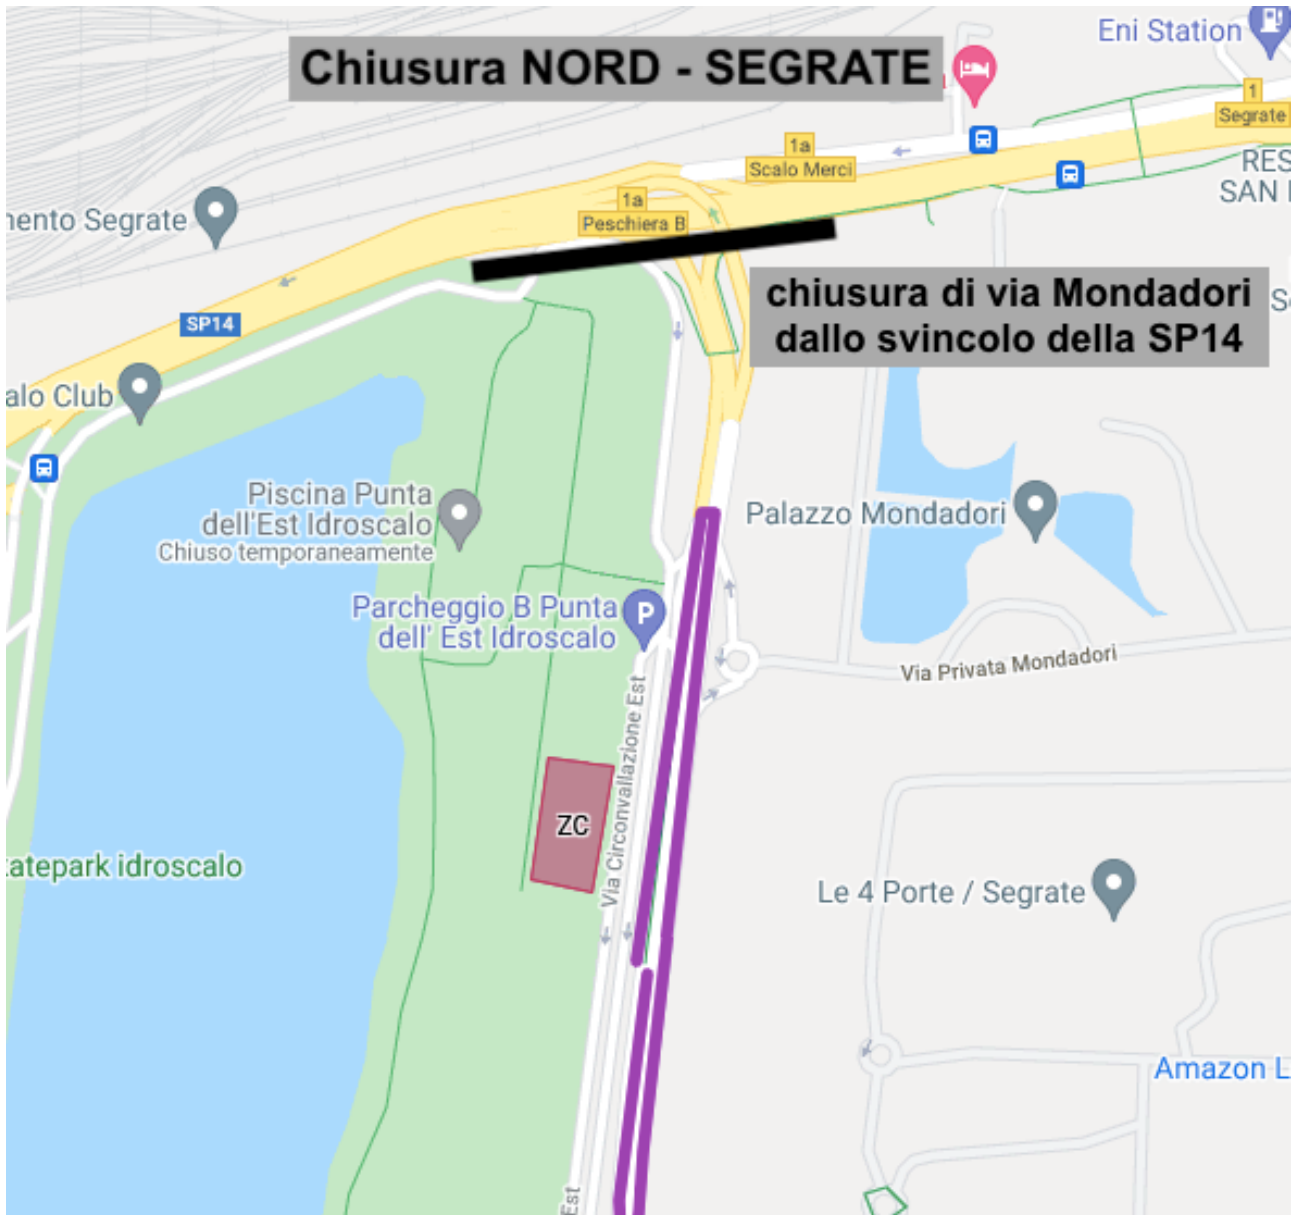 Chiusura NORD - SEGRATE
Eni Station
1
Segrate
1a
Scalo Merci
RES
SAN
1a
Peschiera B
mento Segrate
chiusura di via Mondadori
dallo svincolo della SP14
SP14
alo Club
Piscina Punta
dell'Est Idroscalo
Chiuso temporaneamente
Palazzo Mondadori
Parcheggio B Punta
dell' Est Idroscalo
P
Via Privata Mondadori
Via Circonvallazione Est
ZC
tatepark idroscalo
Le 4 Porte / Segrate
Amazon L
Est